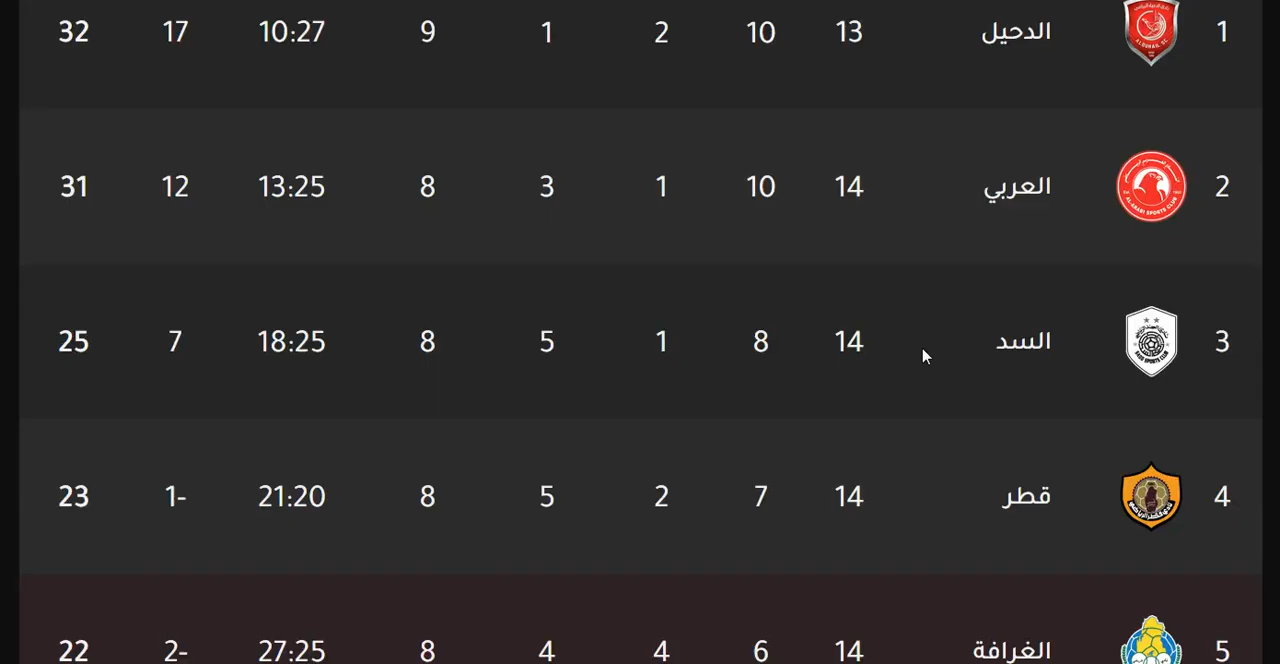 1 الدحيل 13 10 2 1 9 10:27 17 32
2 العربي 14 10 1 3 8 13:25 12 31
3 السد 14 8 1 5 8 18:25 7 25
4 قطر 14 7 2 5 8 21:20 1- 23
5 الغرافة 14 6 4 4 8 27:25 2- 22